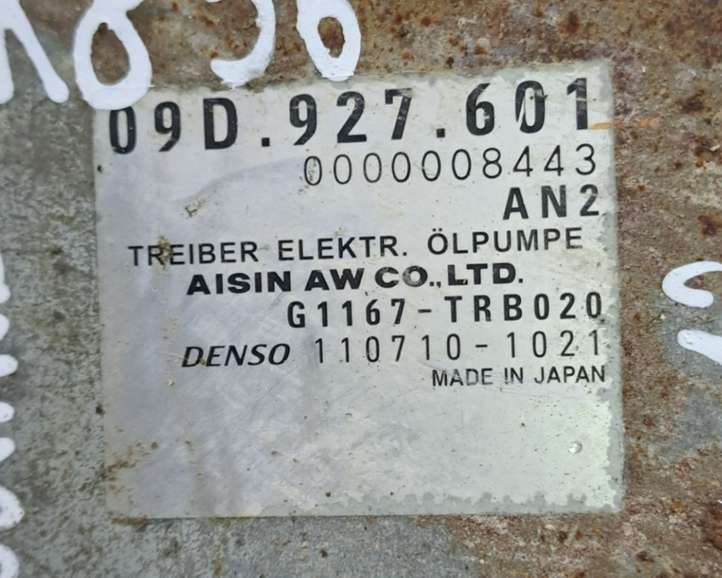 09D.927.601
0000008443
AN2
TREIBER ELEKTR. ÖLPUMPE
AISIN AW CO.,LTD.
G1167-TRB020
DENSO 110710-1021
MADE IN JAPAN